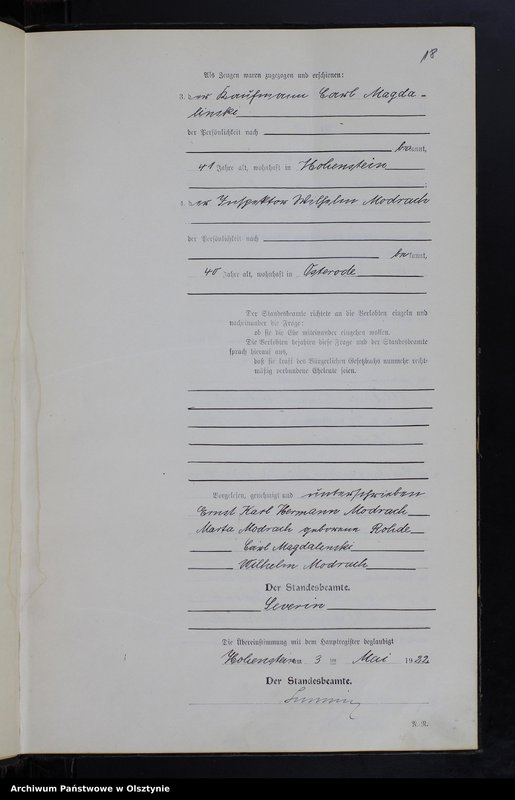 18
Als Zeugen waren zugezogen und erschienen:
3. der Kaufmann Carl Magda-
linski
der Persönlichkeit nach
bekannt,
41 Jahre alt, wohnhaft in Hohenstein
;
4. der Inspektor Wilhelm Modrach
der Persönlichkeit nach
bekannt,
40 Jahre alt, wohnhaft in Osterode
Der Standesbeamte richtete an die Verlobten einzeln und
nacheinander die Frage:
ob sie die Ehe miteinander eingehen wollen.
Die Verlobten bejahten diese Frage und der Standesbeamte
sprach hierauf aus,
daß sie kraft des Bürgerlichen Gesetzbuchs nunmehr recht-
mäßig verbundene Eheleute seien.
Vorgelesen, genehmigt und unterschrieben
Ernst Karl Hermann Modrach
Marta Modrach geborene Rohde
Carl Magdalinski
Wilhelm Modrach
Der Standesbeamte.
Severin
Die Übereinstimmung mit dem Hauptregister beglaubigt
Hohenstein am 3 ten Mai 1922
Der Standesbeamte.
Archiwum Państwowe w Olsztynie